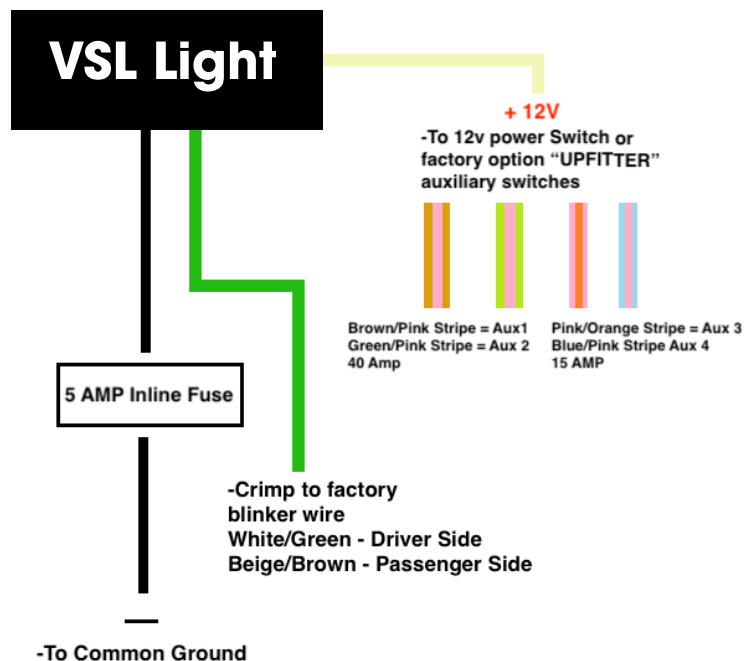 VSL Light
+ 12V
-To 12v power Switch or
factory option “UPFITTER”
auxiliary switches
Brown/Pink Stripe = Aux1
Green/Pink Stripe = Aux 2
40 Amp
Pink/Orange Stripe = Aux 3
Blue/Pink Stripe Aux 4
15 AMP
5 AMP Inline Fuse
-Crimp to factory
blinker wire
White/Green - Driver Side
Beige/Brown - Passenger Side
-To Common Ground